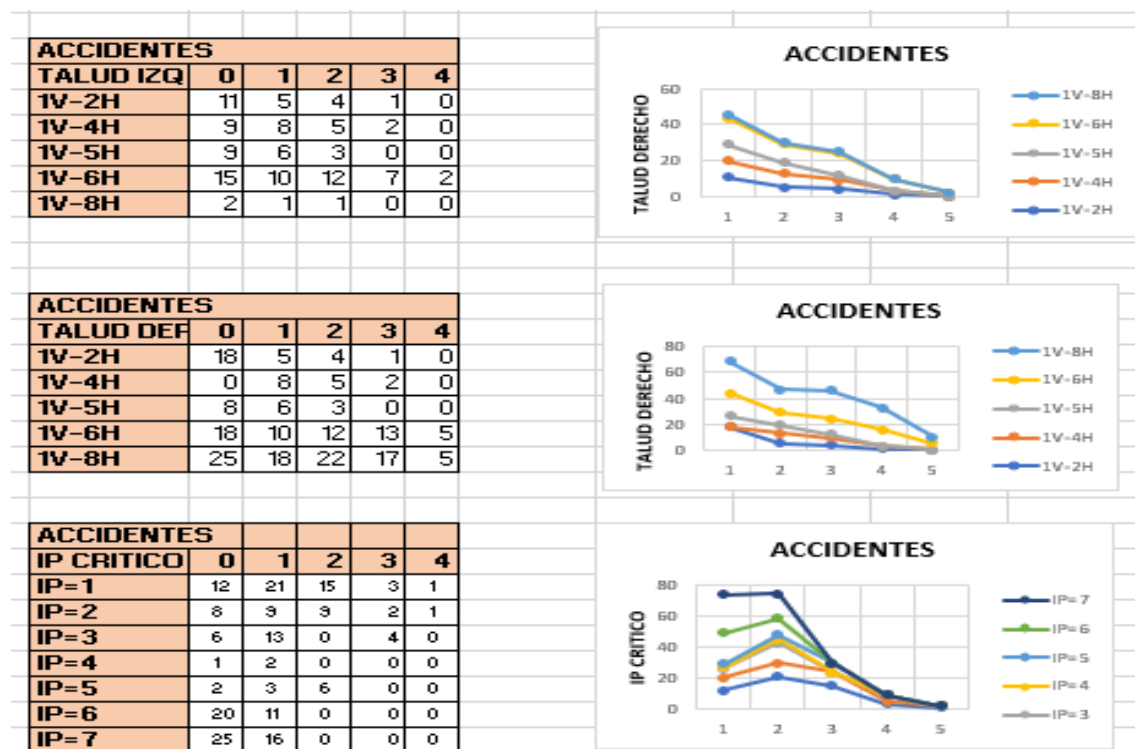 ACCIDENTES
TALUD IZQ 0 1 2 3 4
1V-2H 11 5 4 1 0
1V-4H 9 8 5 2 0
1V-5H 9 6 3 0 0
1V-6H 15 10 12 7 2
1V-8H 2 1 1 0 0
ACCIDENTES
TALUD DERECHO
60
40
20
0
1 2 3 4 5
1V-8H
1V-6H
1V-5H
1V-4H
1V-2H
ACCIDENTES
TALUD DER 0 1 2 3 4
1V-2H 18 5 4 1 0
1V-4H 0 8 5 2 0
1V-5H 8 6 3 0 0
1V-6H 18 10 12 13 5
1V-8H 25 18 22 17 5
ACCIDENTES
TALUD DERECHO
80
60
40
20
0
1 2 3 4 5
1V-8H
1V-6H
1V-5H
1V-4H
1V-2H
ACCIDENTES
IP CRITICO 0 1 2 3 4
IP=1 12 21 15 3 1
IP=2 8 9 9 2 1
IP=3 6 13 0 4 0
IP=4 1 2 0 0 0
IP=5 2 3 6 0 0
IP=6 20 11 0 0 0
IP=7 25 16 0 0 0
ACCIDENTES
IP CRITICO
80
60
40
20
0
1 2 3 4 5
IP=7
IP=6
IP=5
IP=4
IP=3